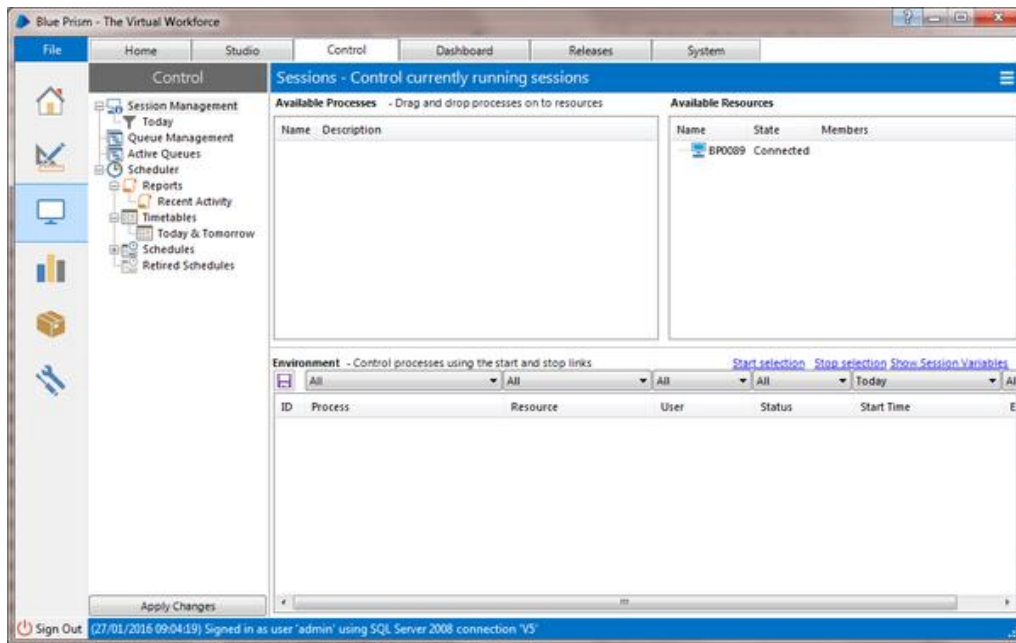 Blue Prism - The Virtual Workforce
File Home Studio Control Dashboard Releases System
Control
Session Management
Today
Queue Management
Active Queues
Scheduler
Reports
Recent Activity
Timetables
Today & Tomorrow
Schedules
Retired Schedules
Apply Changes
Sessions - Control currently running sessions
Available Processes - Drag and drop processes on to resources
Name Description
Available Resources
Name State Members
BP0089 Connected
Environment - Control processes using the start and stop links Start selection Stop selection Show Session Variables
All All All All Today Al
ID Process Resource User Status Start Time E
Sign Out (27/01/2016 09:04:19) Signed in as user 'admin' using SQL Server 2008 connection 'V5'